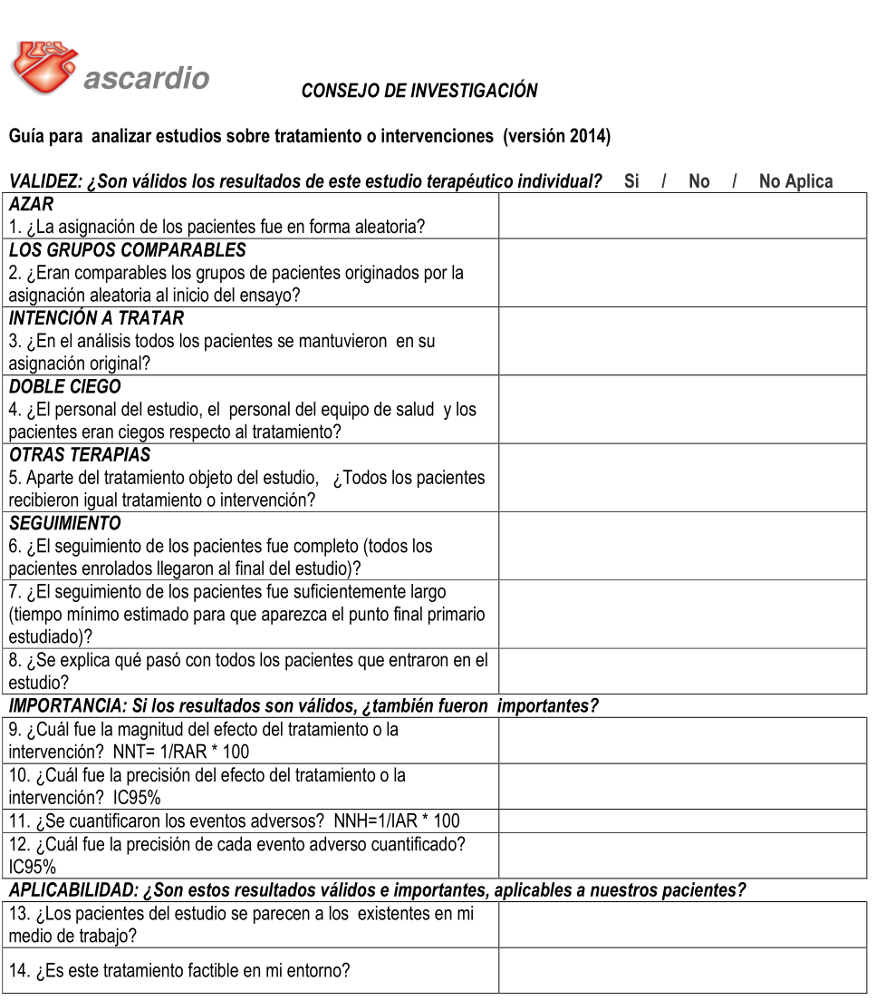 ascardio
CONSEJO DE INVESTIGACIÓN
Guía para analizar estudios sobre tratamiento o intervenciones (versión 2014)
VALIDEZ: ¿Son válidos los resultados de este estudio terapéutico individual? Si / No / No Aplica
AZAR
1. ¿La asignación de los pacientes fue en forma aleatoria?
LOS GRUPOS COMPARABLES
2. ¿Eran comparables los grupos de pacientes originados por la
asignación aleatoria al inicio del ensayo?
INTENCIÓN A TRATAR
3. ¿En el análisis todos los pacientes se mantuvieron en su
asignación original?
DOBLE CIEGO
4. ¿El personal del estudio, el personal del equipo de salud y los
pacientes eran ciegos respecto al tratamiento?
OTRAS TERAPIAS
5. Aparte del tratamiento objeto del estudio, ¿Todos los pacientes
recibieron igual tratamiento o intervención?
SEGUIMIENTO
6. ¿El seguimiento de los pacientes fue completo (todos los
pacientes enrolados llegaron al final del estudio)?
7. ¿El seguimiento de los pacientes fue suficientemente largo
(tiempo mínimo estimado para que aparezca el punto final primario
estudiado)?
8. ¿Se explica qué pasó con todos los pacientes que entraron en el
estudio?
IMPORTANCIA: Si los resultados son válidos, ¿también fueron importantes?
9. ¿Cuál fue la magnitud del efecto del tratamiento o la
intervención? NNT= 1/RAR * 100
10. ¿Cuál fue la precisión del efecto del tratamiento o la
intervención? IC95%
11. ¿Se cuantificaron los eventos adversos? NNH=1/IAR * 100
12. ¿Cuál fue la precisión de cada evento adverso cuantificado?
IC95%
APLICABILIDAD: ¿Son estos resultados válidos e importantes, aplicables a nuestros pacientes?
13. ¿Los pacientes del estudio se parecen a los existentes en mi
medio de trabajo?
14. ¿Es este tratamiento factible en mi entorno?